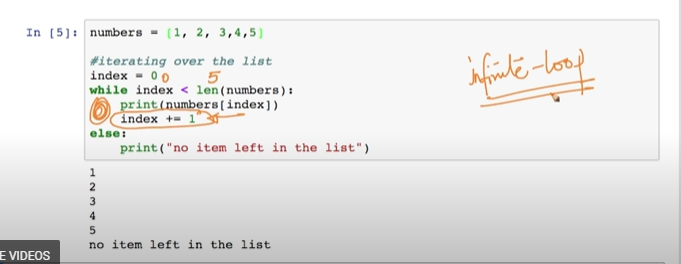 In [5]: numbers = [1, 2, 3,4,5]
#iterating over the list
index = 0 0 5
while index < len(numbers):
print(numbers[index])
index += 1
else:
print("no item left in the list")
infinite-loop
1
2
3
4
5
no item left in the list
E VIDEOS